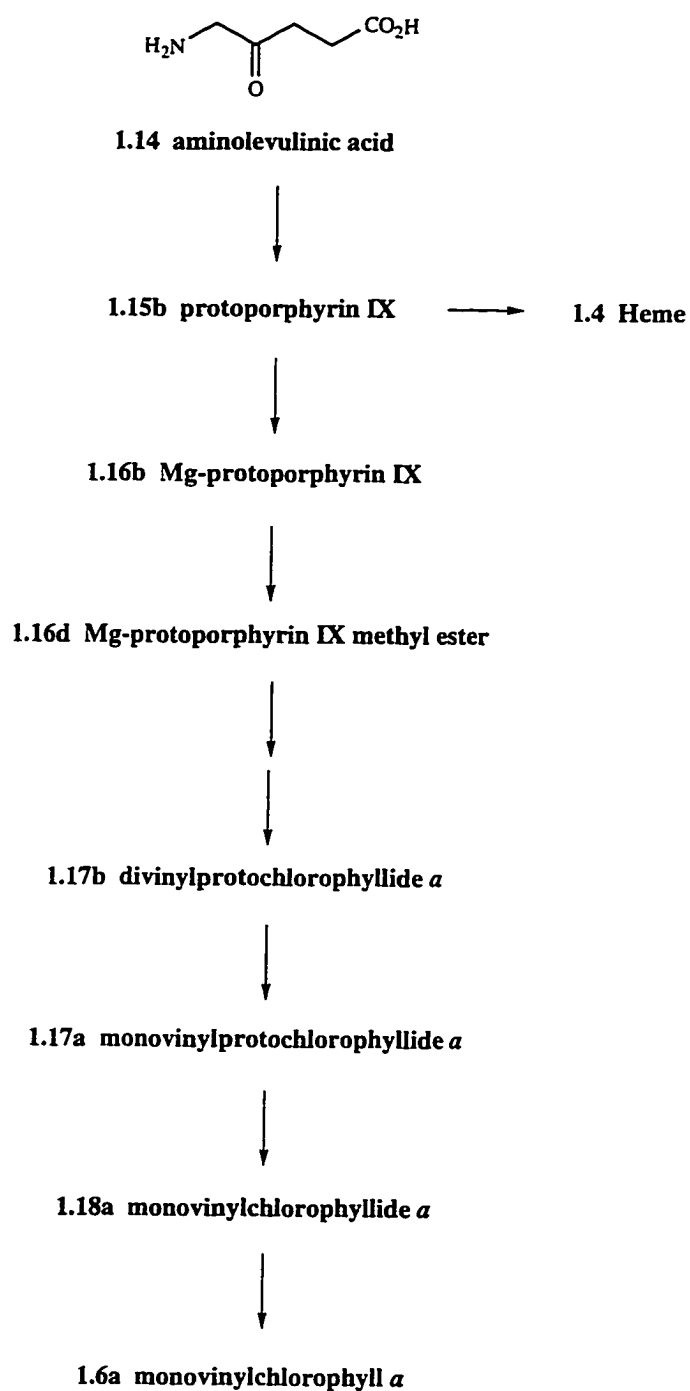 H₂N CO₂H
O
1.14 aminolevulinic acid
1.15b protoporphyrin IX 1.4 Heme
1.16b Mg-protoporphyrin IX
1.16d Mg-protoporphyrin IX methyl ester
1.17b divinylprotochlorophyllide a
1.17a monovinylprotochlorophyllide a
1.18a monovinylchlorophyllide a
1.6a monovinylchlorophyll a